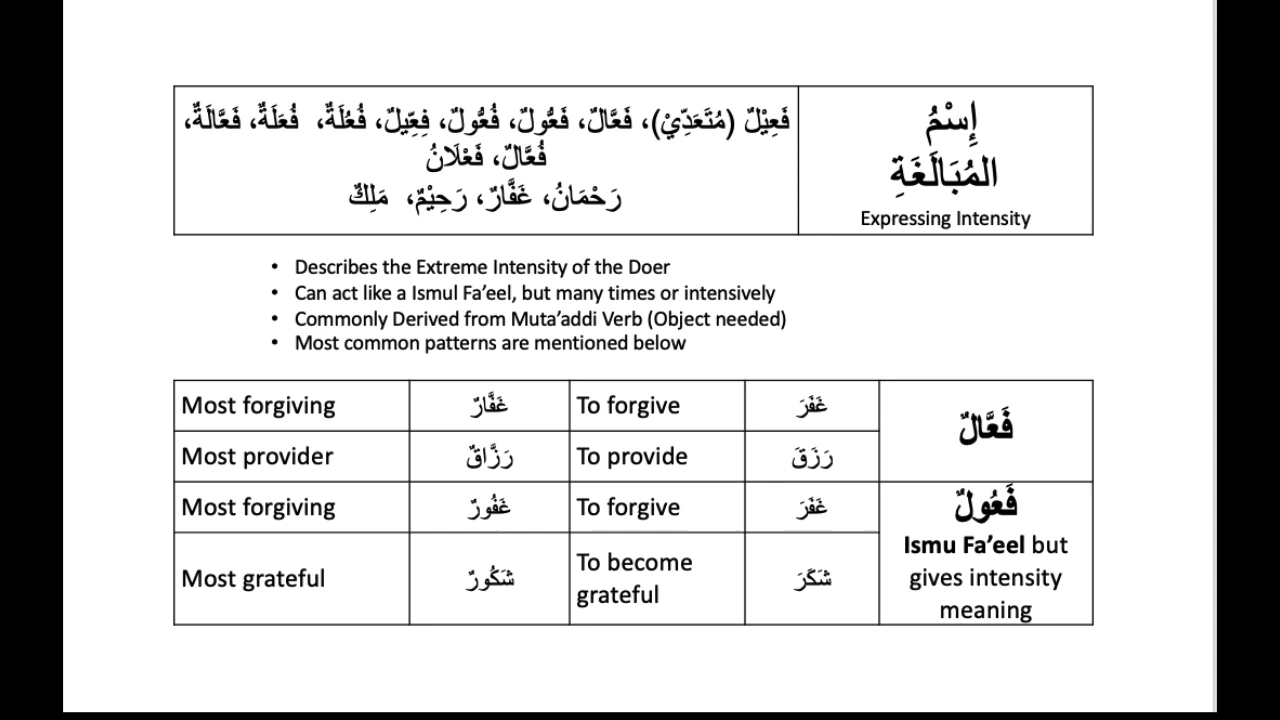 إِسْمُ
المُبَالَغَةِ
Expressing Intensity
فَعِيْلٌ (مُتَعَدِّيْ)، فَعَّالٌ، فَعُّولٌ، فُعُّولٌ، فِعِّيلٌ، فُعُلَةٌ، فُعَلَةٌ، فَعَّالَةٌ،
فُعَّالٌ، فَعْلَانُ
رَحْمَانُ، غَفَّارٌ، رَحِيْمٌ، مَلِكٌ
• Describes the Extreme Intensity of the Doer
• Can act like a Ismul Fa’eel, but many times or intensively
• Commonly Derived from Muta’addi Verb (Object needed)
• Most common patterns are mentioned below
فَعَّالٌ
غَفَرَ
To forgive
غَفَّارٌ
Most forgiving
رَزَقَ
To provide
رَزَّاقٌ
Most provider
فَعُولٌ
Ismu Fa’eel but
gives intensity
meaning
غَفَرَ
To forgive
غَفُورٌ
Most forgiving
شَكَرَ
To become
grateful
شَكُورٌ
Most grateful